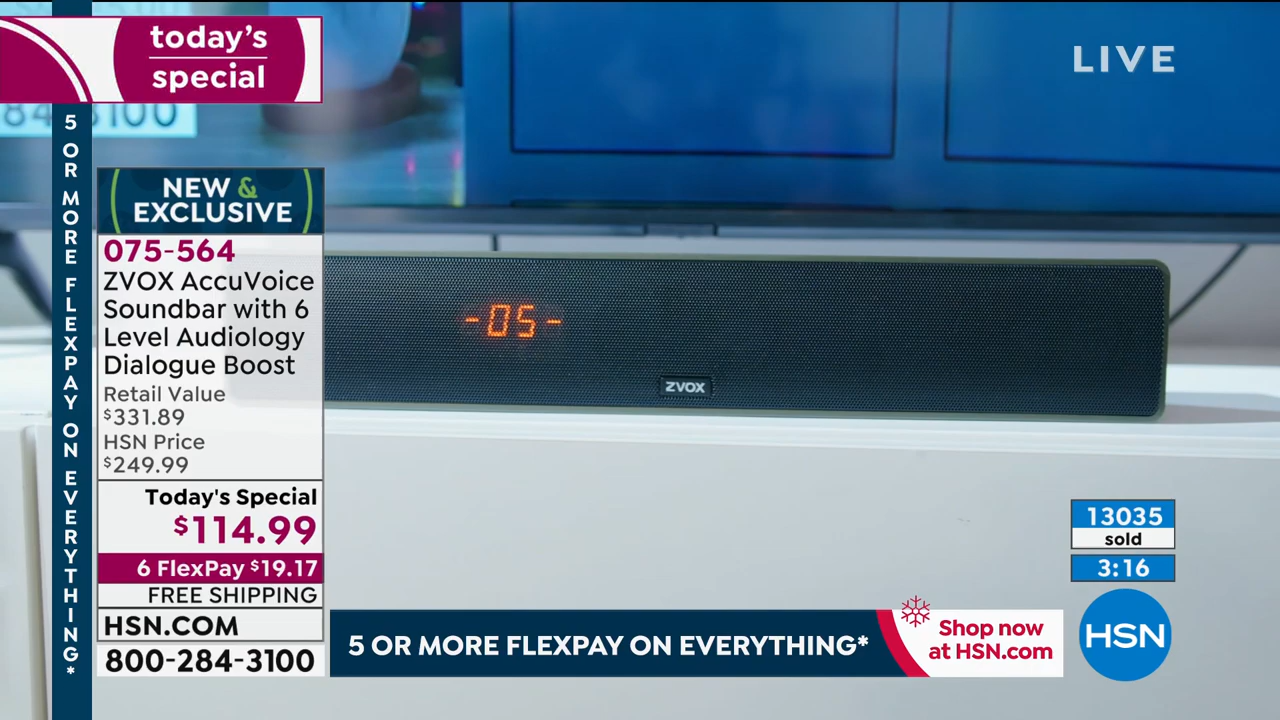 today's
special
LIVE
84-3100
5 OR MORE FLEXPAY ON EVERYTHING*
NEW &
EXCLUSIVE
075-564
ZVOX AccuVoice
Soundbar with 6
Level Audiology
Dialogue Boost
Retail Value
$331.89
HSN Price
$249.99
Today's Special
$114.99
6 FlexPay $19.17
FREE SHIPPING
HSN.COM
800-284-3100
-05-
ZVOX
13035
sold
3:16
HSN
5 OR MORE FLEXPAY ON EVERYTHING*
Shop now
at HSN.com